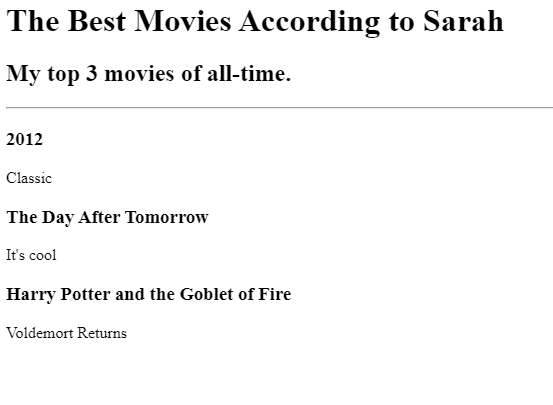 The Best Movies According to Sarah
My top 3 movies of all-time.
2012
Classic
The Day After Tomorrow
It's cool
Harry Potter and the Goblet of Fire
Voldemort Returns